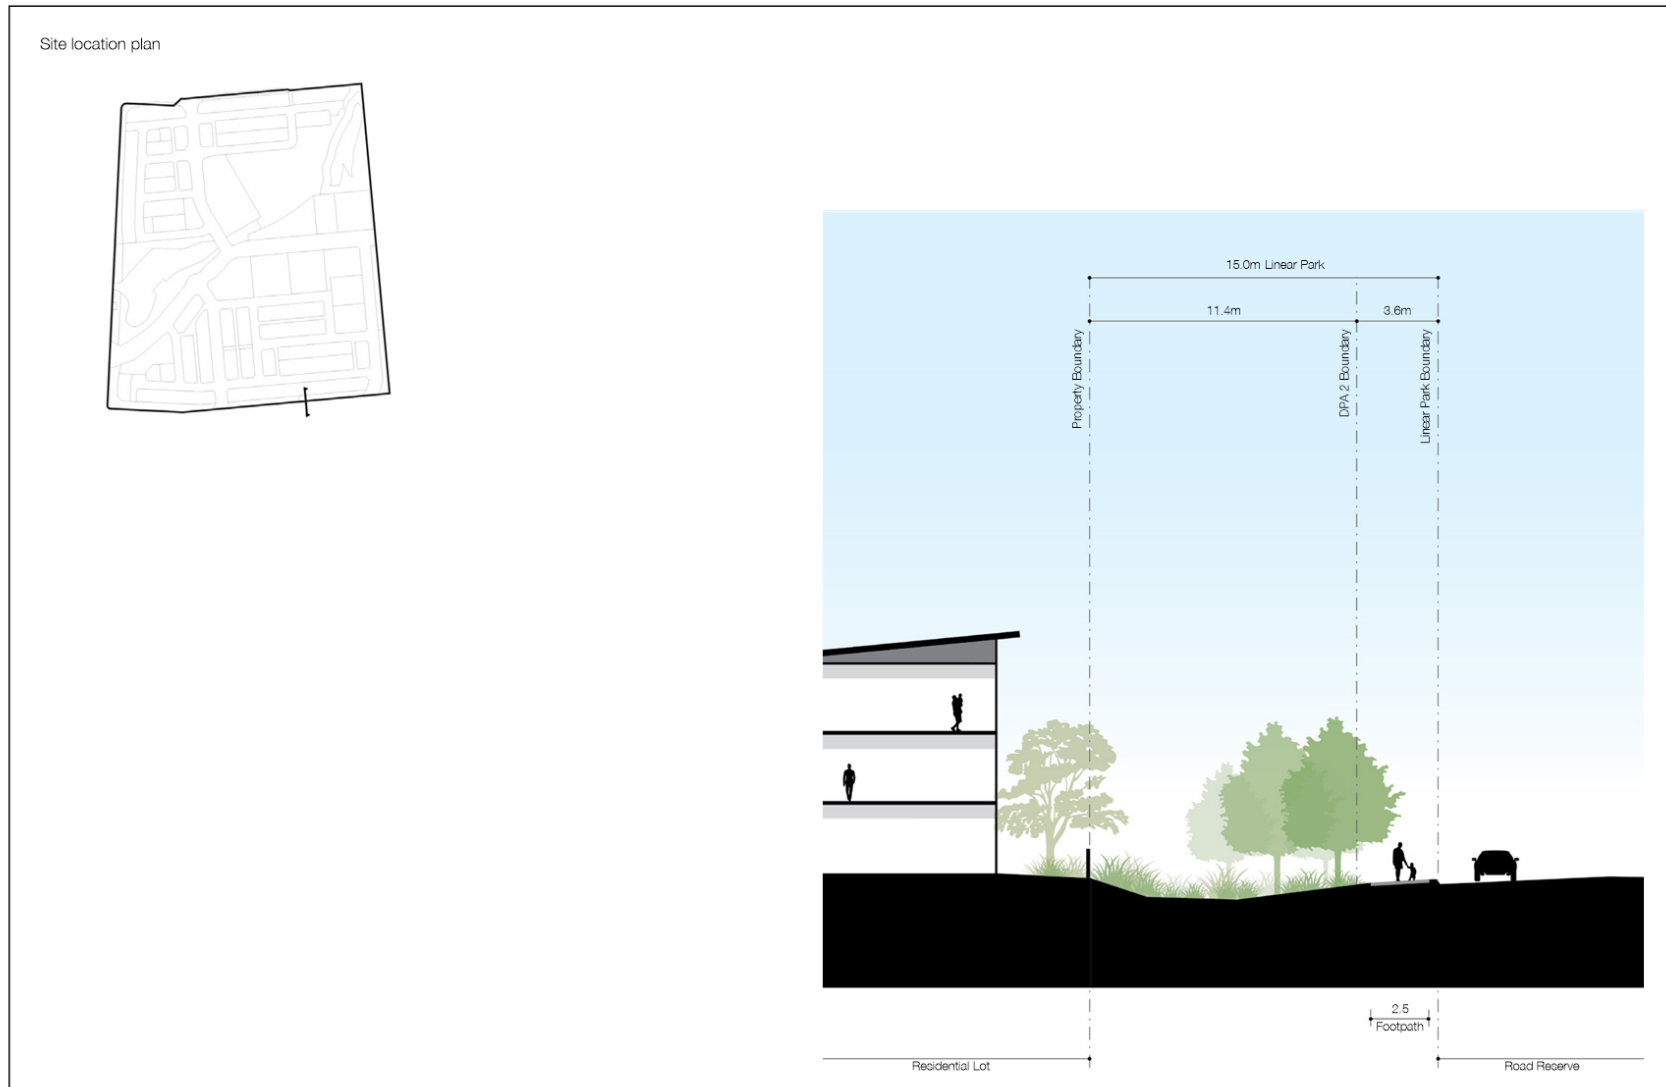 Site location plan
15.0m Linear Park
11.4m
3.6m
Property Boundary
DPA 2 Boundary
Linear Park Boundary
2.5
Footpath
Residential Lot
Road Reserve